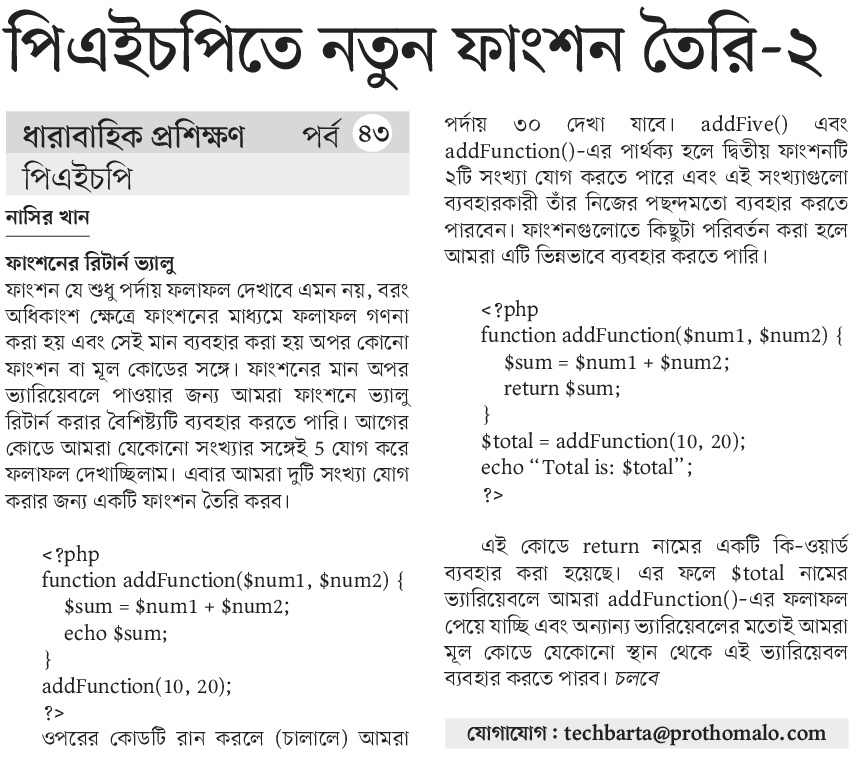 পিএইচপিতে নতুন ফাংশন তৈরি-২
ধারাবাহিক প্রশিক্ষণ পর্ব ৪৩
পিএইচপি
নাসির খান
ফাংশনের রিটার্ন ভ্যালু
ফাংশন যে শুধু পর্দায় ফলাফল দেখাবে এমন নয়, বরং
অধিকাংশ ক্ষেত্রে ফাংশনের মাধ্যমে ফলাফল গণনা
করা হয় এবং সেই মান ব্যবহার করা হয় অপর কোনো
ফাংশন বা মূল কোডের সঙ্গে। ফাংশনের মান অপর
ভ্যারিয়েবলে পাওয়ার জন্য আমরা ফাংশনে ভ্যালু
রিটার্ন করার বৈশিষ্ট্যটি ব্যবহার করতে পারি। আগের
কোডে আমরা যেকোনো সংখ্যার সঙ্গেই 5 যোগ করে
ফলাফল দেখাচ্ছিলাম। এবার আমরা দুটি সংখ্যা যোগ
করার জন্য একটি ফাংশন তৈরি করব।
<?php
function addFunction($num1, $num2) {
$sum = $num1 + $num2;
echo $sum;
}
addFunction(10, 20);
?>
ওপরের কোডটি রান করলে (চালালে) আমরা
পর্দায় ৩০ দেখা যাবে। addFive() এবং
addFunction()-এর পার্থক্য হলে দ্বিতীয় ফাংশনটি
২টি সংখ্যা যোগ করতে পারে এবং এই সংখ্যাগুলো
ব্যবহারকারী তাঁর নিজের পছন্দমতো ব্যবহার করতে
পারবেন। ফাংশনগুলোতে কিছুটা পরিবর্তন করা হলে
আমরা এটি ভিন্নভাবে ব্যবহার করতে পারি।
<?php
function addFunction($num1, $num2) {
$sum = $num1 + $num2;
return $sum;
}
$total = addFunction(10, 20);
echo “Total is: $total”;
?>
এই কোডে return নামের একটি কি-ওয়ার্ড
ব্যবহার করা হয়েছে। এর ফলে $total নামের
ভ্যারিয়েবলে আমরা addFunction()-এর ফলাফল
পেয়ে যাচ্ছি এবং অন্যান্য ভ্যারিয়েবলের মতোই আমরা
মূল কোডে যেকোনো স্থান থেকে এই ভ্যারিয়েবল
ব্যবহার করতে পারব। চলবে
যোগাযোগ : techbarta@prothomalo.com